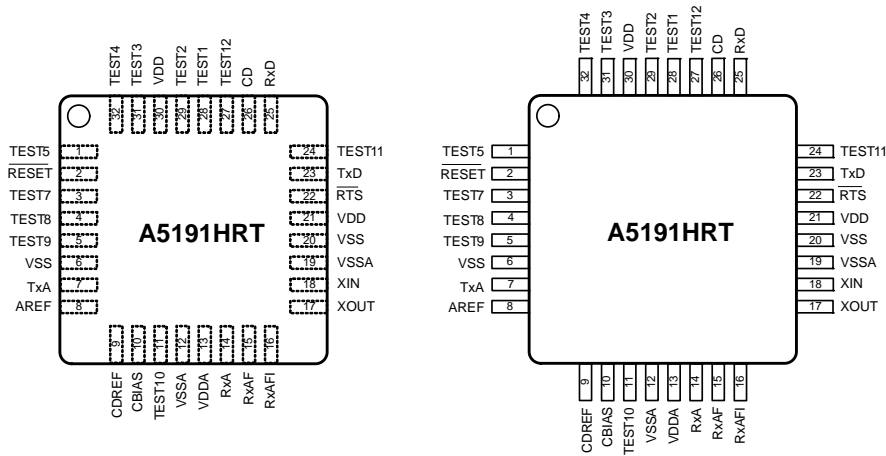 TEST4 TEST3 VDD TEST2 TEST1 TEST12 CD RxD
32 31 30 29 28 27 26 25
TEST5 1
RESET 2
TEST7 3
TEST8 4
TEST9 5
VSS 6
TxA 7
AREF 8
A5191HRT
24 TEST11
23 TxD
22 RTS
21 VDD
20 VSS
19 VSSA
18 XIN
17 XOUT
9 10 11 12 13 14 15 16
CDREF CBIAS TEST10 VSSA VDDA RxA RxAF RxAFI
TEST4 TEST3 VDD TEST2 TEST1 TEST12 CD RxD
32 31 30 29 28 27 26 25
TEST5 1
RESET 2
TEST7 3
TEST8 4
TEST9 5
VSS 6
TxA 7
AREF 8
A5191HRT
24 TEST11
23 TxD
22 RTS
21 VDD
20 VSS
19 VSSA
18 XIN
17 XOUT
9 10 11 12 13 14 15 16
CDREF CBIAS TEST10 VSSA VDDA RxA RxAF RxAFI